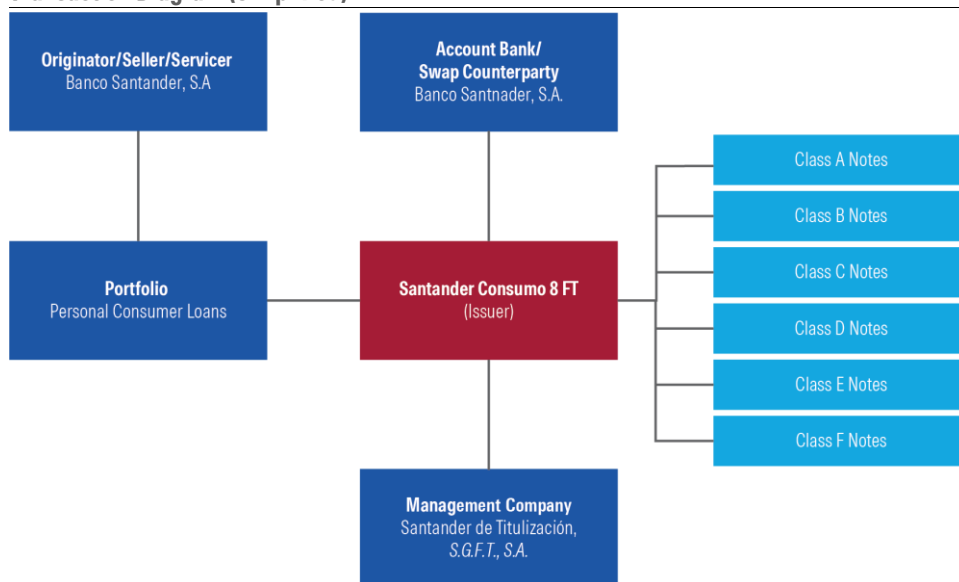 Originator/Seller/Servicer
Banco Santander, S.A
Account Bank/
Swap Counterparty
Banco Santnader, S.A.
Class A Notes
Class B Notes
Class C Notes
Class D Notes
Class E Notes
Class F Notes
Portfolio
Personal Consumer Loans
Santander Consumo 8 FT
(Issuer)
Management Company
Santander de Titulización,
S.G.F.T., S.A.